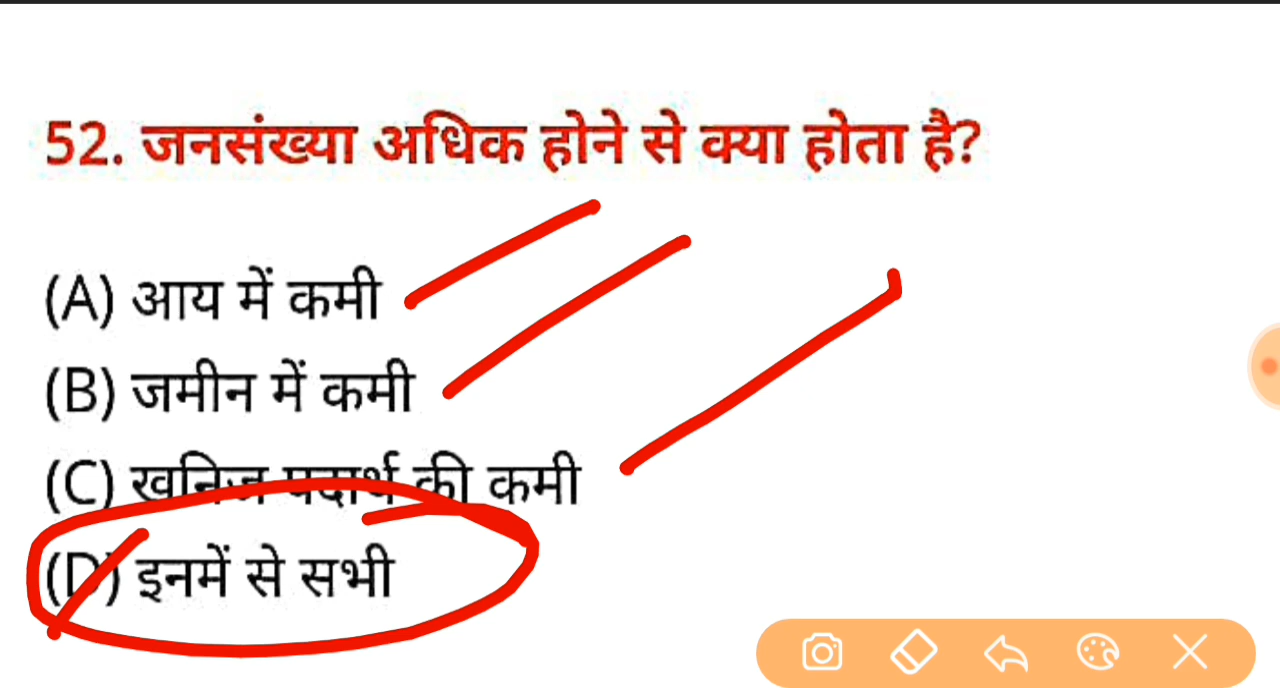 52. जनसंख्या अधिक होने से क्या होता है?
(A) आय में कमी
(B) जमीन में कमी
(C) खनिज पदार्थ की कमी
(D) इनमें से सभी